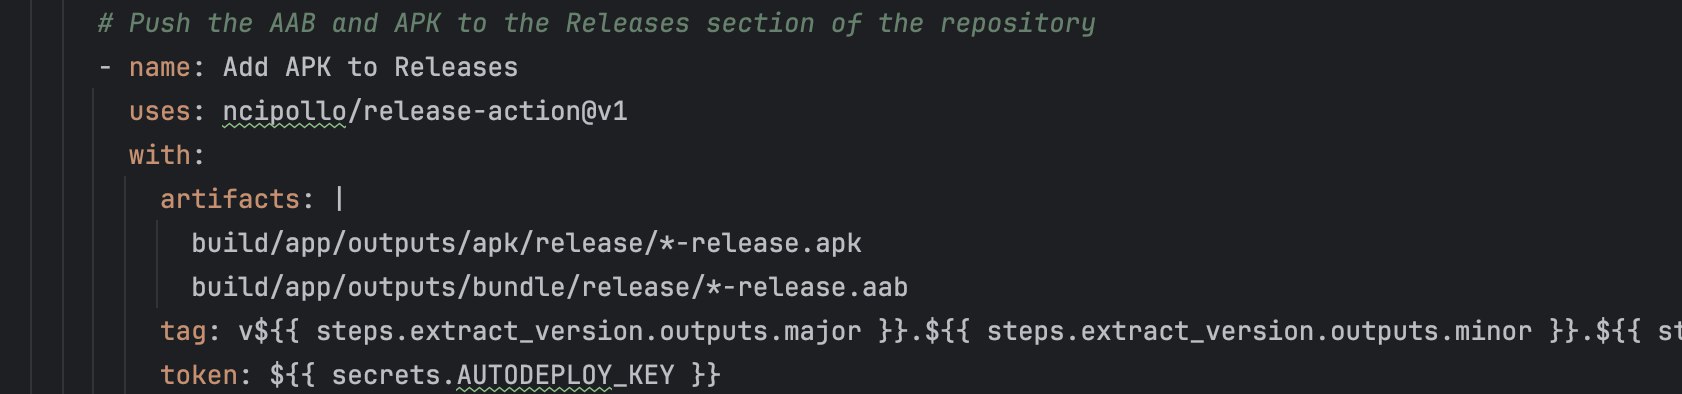 # Push the AAB and APK to the Releases section of the repository
- name: Add APK to Releases
uses: ncipollo/release-action@v1
with:
artifacts: |
build/app/outputs/apk/release/*-release.apk
build/app/outputs/bundle/release/*-release.aab
tag: v${{ steps.extract_version.outputs.major }}.${{ steps.extract_version.outputs.minor }}.${{ st
token: ${{ secrets.AUTODEPLOY_KEY }}